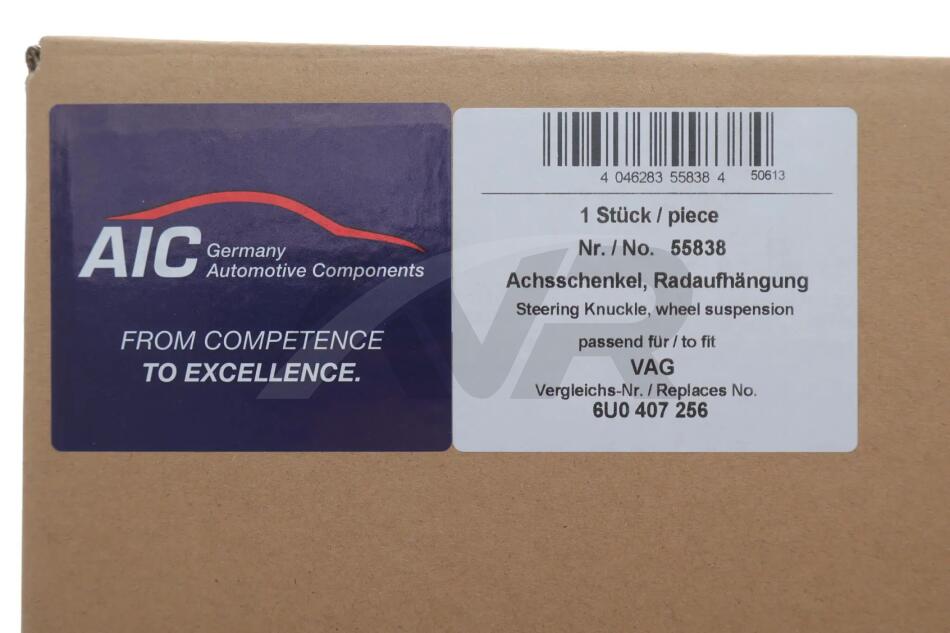 AIC Germany
Automotive Components
FROM COMPETENCE
TO EXCELLENCE.
4 046283 55838 4 50613
1 Stück / piece
Nr. / No. 55838
Achsschenkel, Radaufhängung
Steering Knuckle, wheel suspension
passend für / to fit
VAG
Vergleichs-Nr. / Replaces No.
6U0 407 256